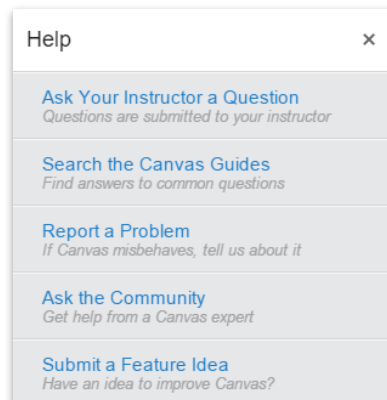 Help ×
Ask Your Instructor a Question
Questions are submitted to your instructor
Search the Canvas Guides
Find answers to common questions
Report a Problem
If Canvas misbehaves, tell us about it
Ask the Community
Get help from a Canvas expert
Submit a Feature Idea
Have an idea to improve Canvas?